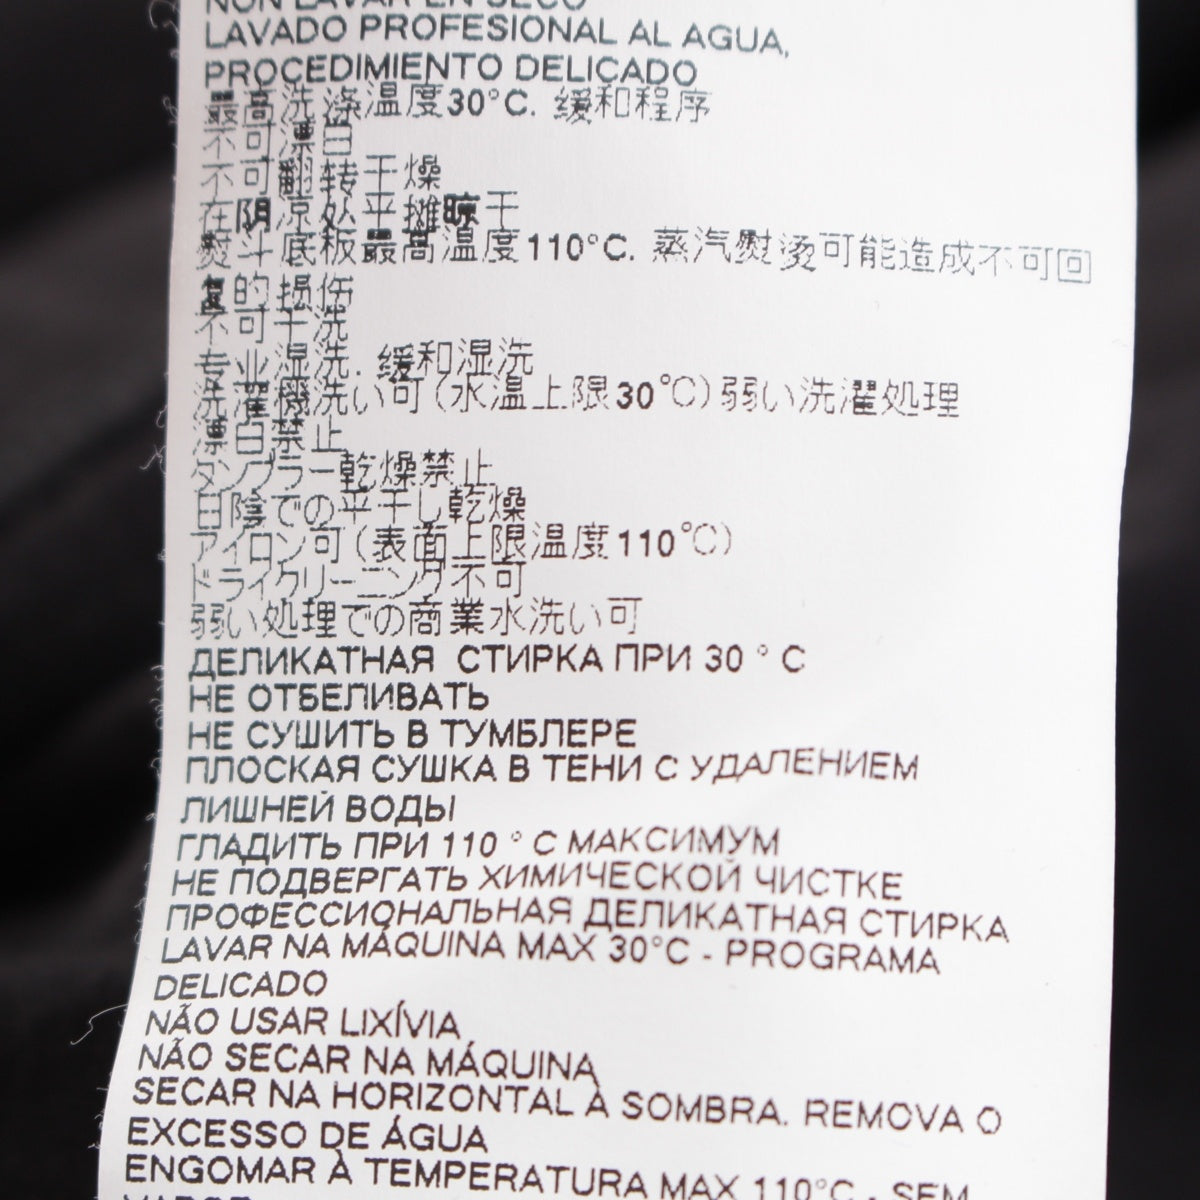 NON LAVAR EN SECO
LAVADO PROFESIONAL AL AGUA,
PROCEDIMIENTO DELICADO
最高洗涤温度30°C. 缓和程序
不可漂白
不可翻转干燥
在阴凉处平摊晾干
熨斗底板最高温度110°C. 蒸汽熨烫可能造成不可回
复的损伤
不可干洗
专业湿洗. 缓和湿洗
洗濯機洗い可(水温上限30℃)弱い洗濯処理
漂白禁止
タンブラー乾燥禁止
日陰での平干し乾燥
アイロン可(表面上限温度110℃)
ドライクリーニング不可
弱い処理での商業水洗い可
ДЕЛИКАТНАЯ СТИРКА ПРИ 30 ° C
НЕ ОТБЕЛИВАТЬ
НЕ СУШИТЬ В ТУМБЛЕРЕ
ПЛОСКАЯ СУШКА В ТЕНИ С УДАЛЕНИЕМ
ЛИШНЕЙ ВОДЫ
ГЛАДИТЬ ПРИ 110 ° С МАКСИМУМ
НЕ ПОДВЕРГАТЬ ХИМИЧЕСКОЙ ЧИСТКЕ
ПРОФЕССИОНАЛЬНАЯ ДЕЛИКАТНАЯ СТИРКА
LAVAR NA MÁQUINA MAX 30°C - PROGRAMA
DELICADO
NÃO USAR LIXÍVIA
NÃO SECAR NA MÁQUINA
SECAR NA HORIZONTAL À SOMBRA. REMOVA O
EXCESSO DE ÁGUA
ENGOMAR À TEMPERATURA MAX 110°C - SEM